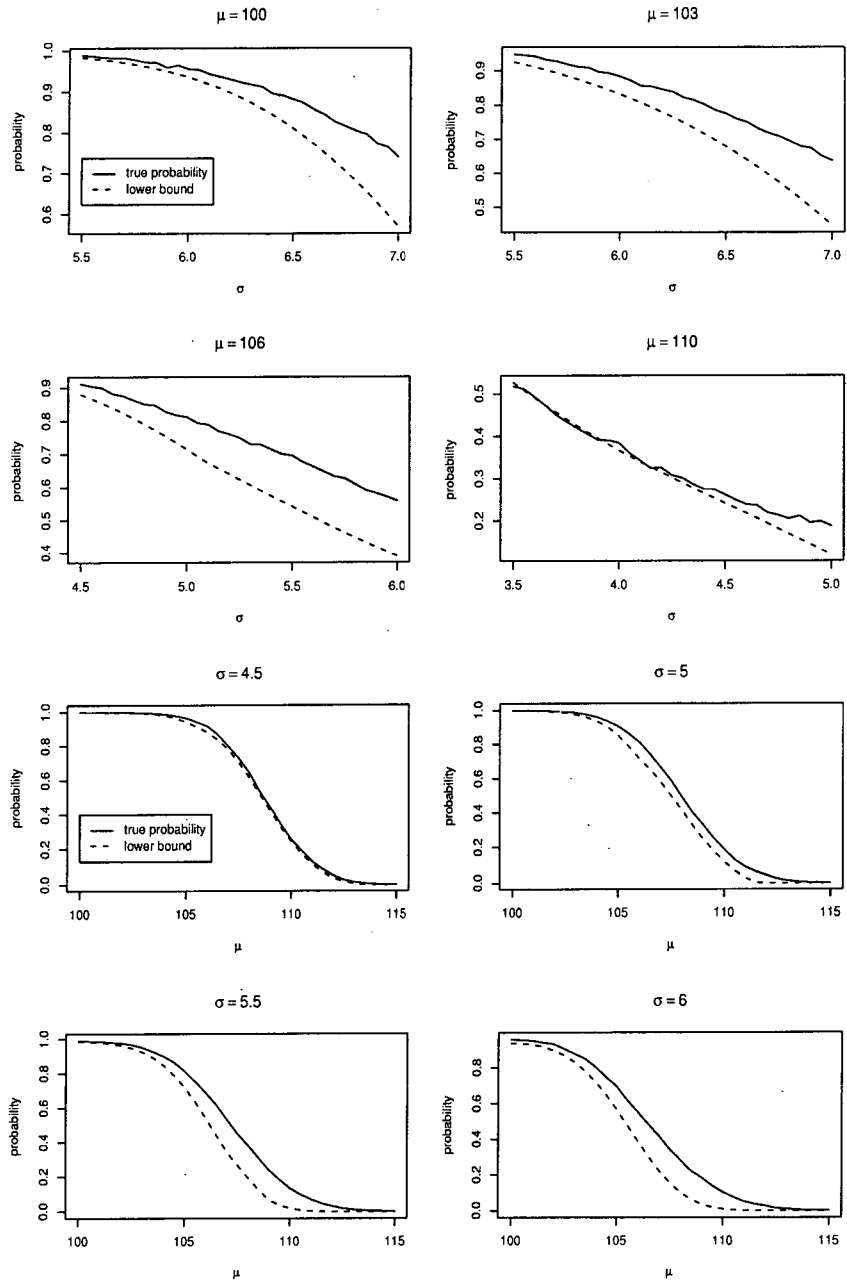 μ = 100
probability
1.0
0.9
0.8
0.7
0.6
true probability
lower bound
5.5 6.0 6.5 7.0
σ
μ = 103
probability
0.9
0.8
0.7
0.6
0.5
5.5 6.0 6.5 7.0
σ
μ = 106
probability
0.9
0.8
0.7
0.6
0.5
0.4
4.5 5.0 5.5 6.0
σ
μ = 110
probability
0.5
0.4
0.3
0.2
3.5 4.0 4.5 5.0
σ
σ = 4.5
probability
1.0
0.8
0.6
0.4
0.2
0.0
true probability
lower bound
100 105 110 115
μ
σ = 5
probability
1.0
0.8
0.6
0.4
0.2
0.0
100 105 110 115
μ
σ = 5.5
probability
1.0
0.8
0.6
0.4
0.2
0.0
100 105 110 115
μ
σ = 6
probability
0.8
0.6
0.4
0.2
0.0
100 105 110 115
μ